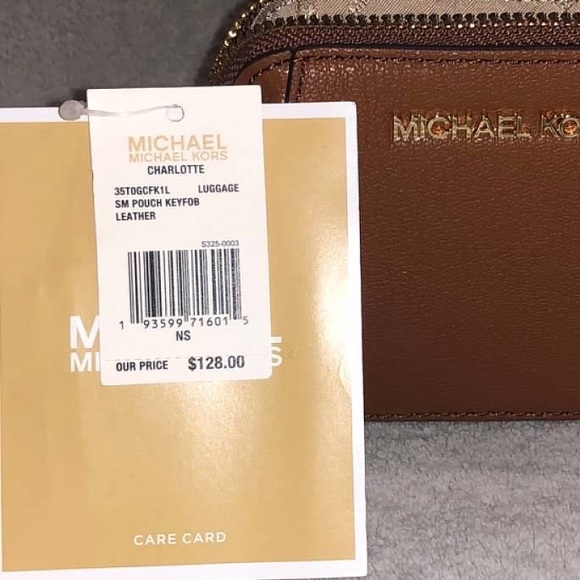 MICHAEL
MICHAEL KORS
CHARLOTTE
35T0GCFK1L LUGGAGE
SM POUCH KEYFOB
LEATHER
S325-0003
1 93599 71601 5
NS
OUR PRICE $128.00
CARE CARD
MICHAEL KO